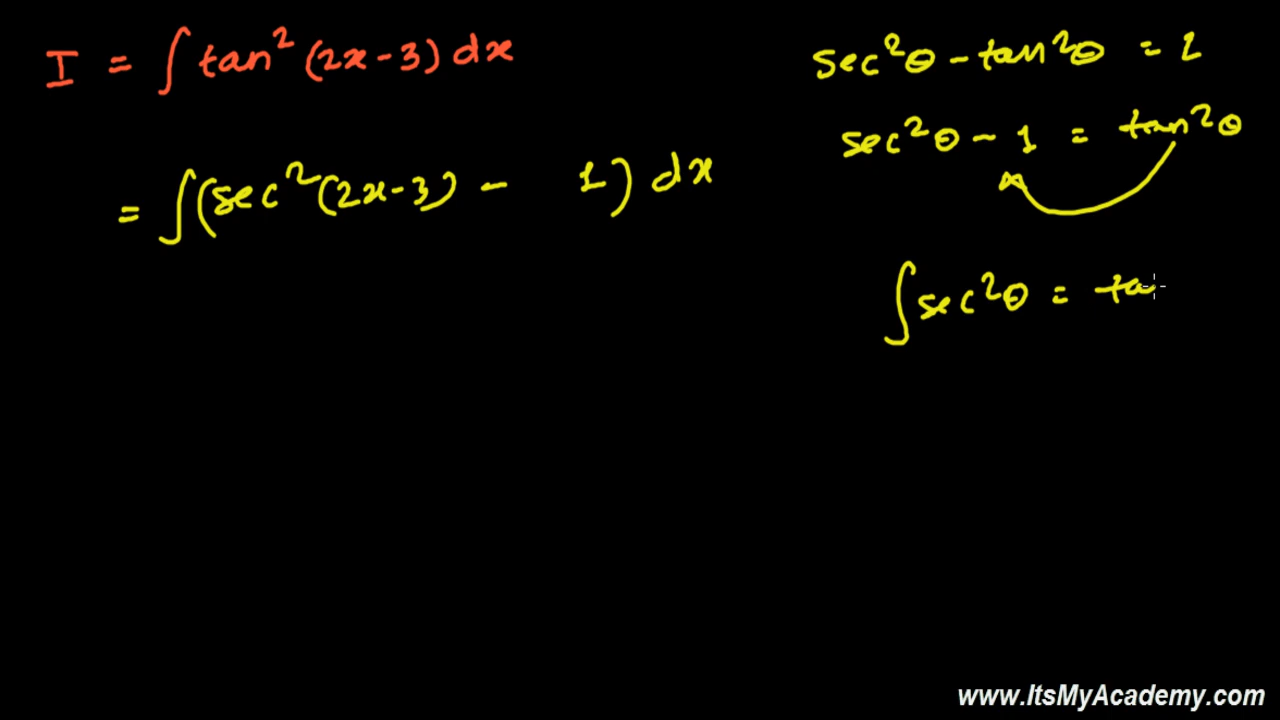 I = ∫ tan² (2x-3) dx
= ∫(sec²(2x-3) - 1) dx
sec²θ - tan²θ = 1
sec²θ - 1 = tan²θ
∫sec²θ = ta
www.ItsMyAcademy.com